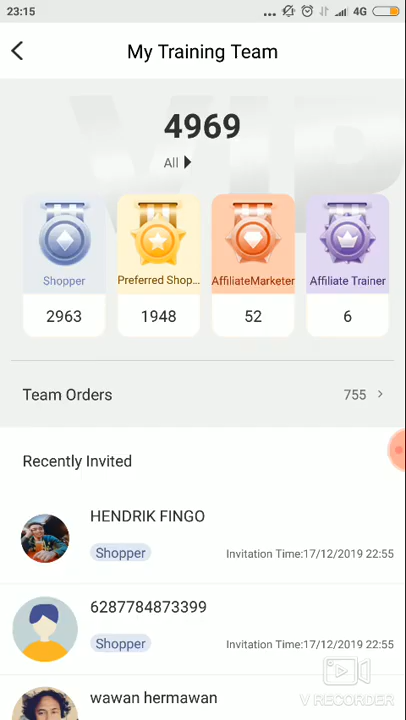 23:15
... 4G
My Training Team
VIP
4969
All
Shopper
Preferred Shop...
AffiliateMarketer
Affiliate Trainer
2963
1948
52
6
Team Orders
755
Recently Invited
HENDRIK FINGO
Shopper
Invitation Time:17/12/2019 22:55
6287784873399
Shopper
Invitation Time:17/12/2019 22:55
wawan hermawan
V RECORDER